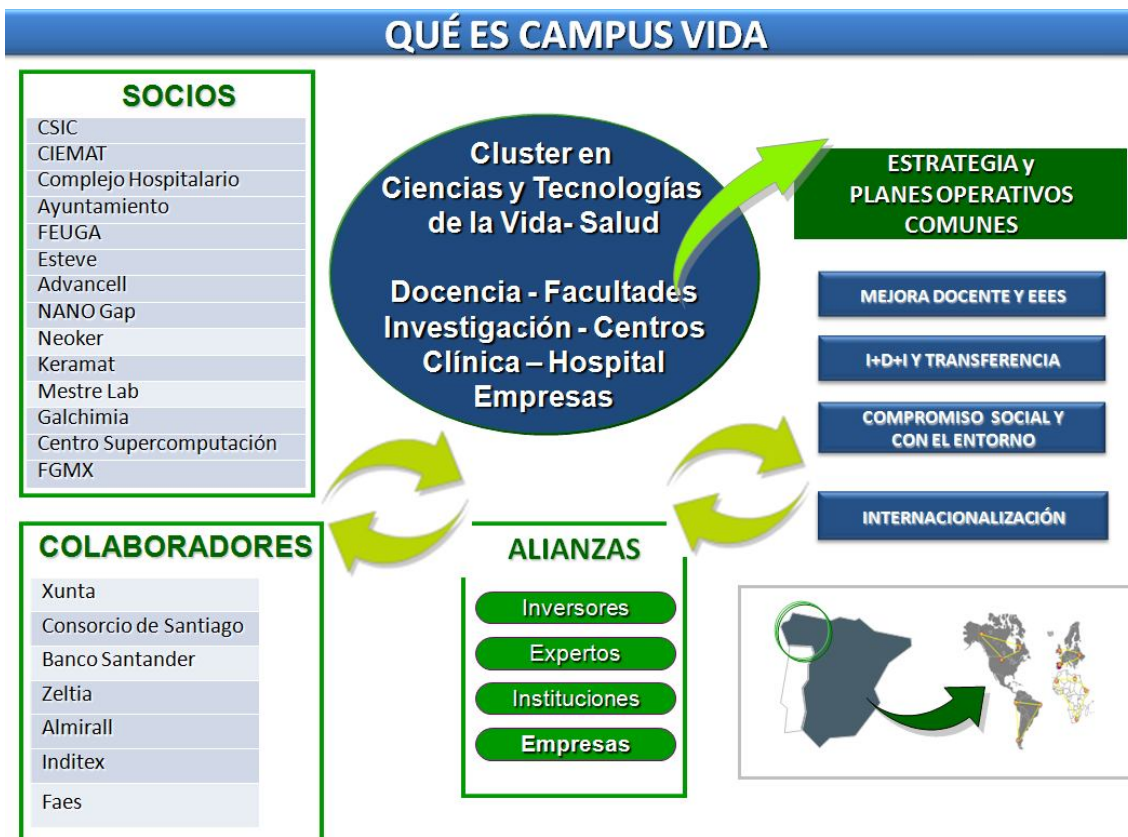 QUÉ ES CAMPUS VIDA
SOCIOS
CSIC
CIEMAT
Complejo Hospitalario
Ayuntamiento
FEUGA
Esteve
Advancell
NANO Gap
Neoker
Keramat
Mestre Lab
Galchimia
Centro Supercomputación
FGMX
Cluster en
Ciencias y Tecnologías
de la Vida- Salud
Docencia - Facultades
Investigación - Centros
Clínica – Hospital
Empresas
ESTRATEGIA y
PLANES OPERATIVOS
COMUNES
MEJORA DOCENTE Y EEES
I+D+I Y TRANSFERENCIA
COMPROMISO SOCIAL Y
CON EL ENTORNO
INTERNACIONALIZACIÓN
COLABORADORES
Xunta
Consorcio de Santiago
Banco Santander
Zeltia
Almirall
Inditex
Faes
ALIANZAS
Inversores
Expertos
Instituciones
Empresas